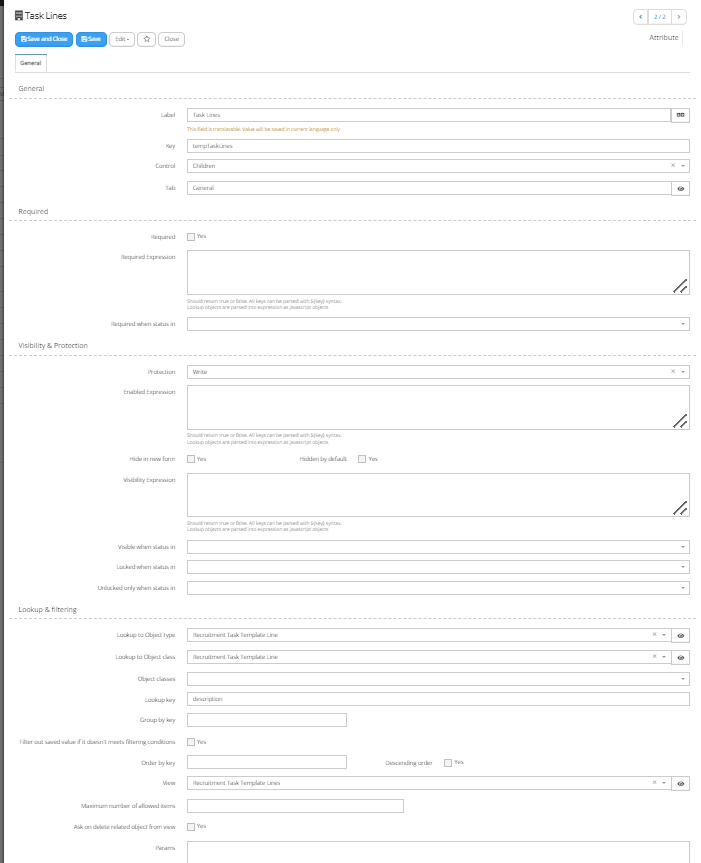 Task Lines
2 / 2
Save and Close
Save
Edit
Close
Attribute
General
General
Label
Task Lines
This field is translatable. Value will be saved in current language only
Key
tempTaskLines
Control
Children
Tab
General
Required
Required
Yes
Required Expression
Should return true or false. All keys can be parsed with ${key} syntax.
Lookup objects are parsed into expression as javascript objects
Required when status in
Visibility & Protection
Protection
Write
Enabled Expression
Should return true or false. All keys can be parsed with ${key} syntax.
Lookup objects are parsed into expression as javascript objects
Hide in new form
Yes
Hidden by default
Yes
Visibility Expression
Should return true or false. All keys can be parsed with ${key} syntax.
Lookup objects are parsed into expression as javascript objects
Visible when status in
Locked when status in
Unlocked only when status in
Lookup & filtering
Lookup to Object type
Recruitment Task Template Line
Lookup to Object class
Recruitment Task Template Line
Object classes
Lookup key
description
Group by key
Filter out saved value if it doesn't meets filtering conditions
Yes
Order by key
Descending order
Yes
View
Recruitment Task Template Lines
Maximum number of allowed items
Ask on delete related object from view
Yes
Params